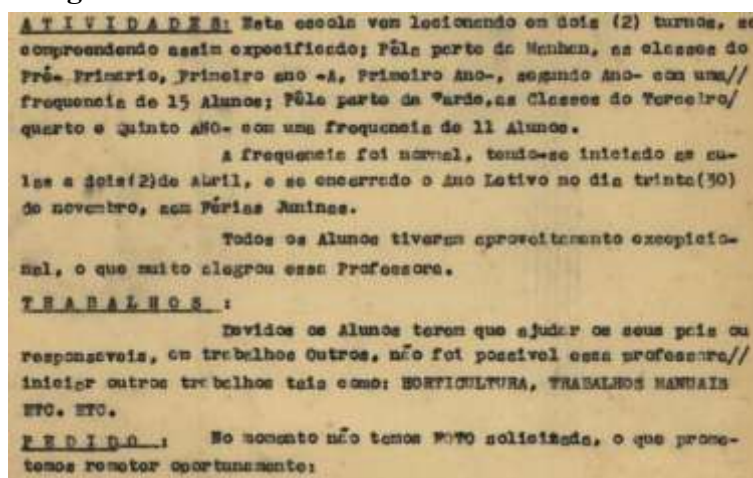 A T I V I D A D E S: Esta escola vem lecionando em dois (2) turnos, se
compreendendo assim expecificado; Péla parte da Manhan, as classes do
Pré- Primario, Primeiro ano -A, Primeiro Ano-, segundo Ano- com uma//
frequencia de 15 Alunos; Péla parte da Tarde,as Classes do Terceiro/
quarto e quinto ANO- com uma frequencia de 11 Alunos.
A frequencia foi normal, tendo-se iniciado as au-
las a dois(2)de Abril, e se encerrado o Ano Letivo no dia trinta(30)
de novembro, sem Férias Juninas.
Todos os Alunos tiveram aproveitamento exepicio-
nal, o que muito alegrou essa Professora.
T R A B A L H O S :
Devidos os Alunos terem que ajudar os seus pais ou
responsaveis, em trabalhos Outros, não foi possivel essa professora//
iniciar outros trabalhos tais como: HORTICULTURA, TRABALHOS MANUAIS
ETC. ETC.
P E D I D O : No momento não temos FOTO solicitada, o que prome-
temos remeter oportunamente: